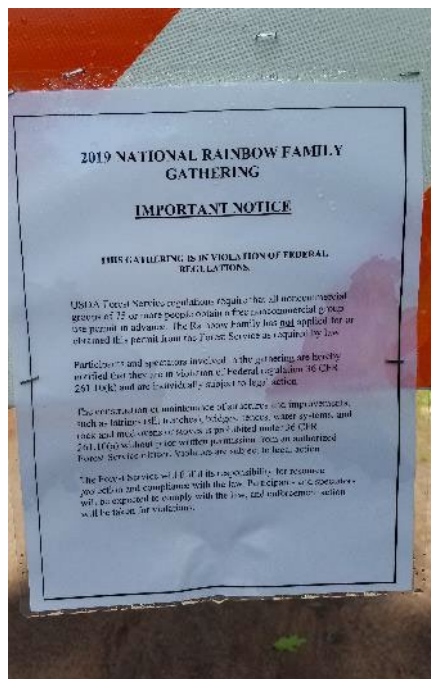 2019 NATIONAL RAINBOW FAMILY
GATHERING
IMPORTANT NOTICE
THIS GATHERING IS IN VIOLATION OF FEDERAL
REGULATIONS.
USDA Forest Service regulations require that all noncommercial
groups of 75 or more people obtain a free noncommercial group
use permit in advance. The Rainbow Family has not applied for or
obtained this permit from the Forest Service as required by law
Participants and spectators involved in the gathering are hereby
notified that they are in violation of Federal regulation 36 CFR
261.10(k) and are individually subject to legal action.
The construction or maintenance of structures and improvements,
such as latrines (slit trenches), bridges, fences, water systems, and
rock and mud ovens or stoves is prohibited under 36 CFR
261.10(a) without prior written permission from an authorized
Forest Service officer. Violators are subject to legal action
The Forest Service will fulfill its responsibility for resource
protection and compliance with the law. Participants and spectators
will be expected to comply with the law, and enforcement action
will be taken for violations.